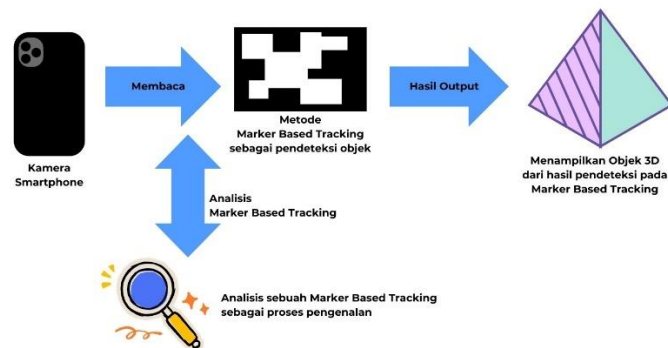 Kamera
Smartphone
Membaca
Metode
Marker Based Tracking
sebagai pendeteksi objek
Hasil Output
Menampilkan Objek 3D
dari hasil pendeteksi pada
Marker Based Tracking
Analisis
Marker Based Tracking
Analisis sebuah Marker Based Tracking
sebagai proses pengenalan